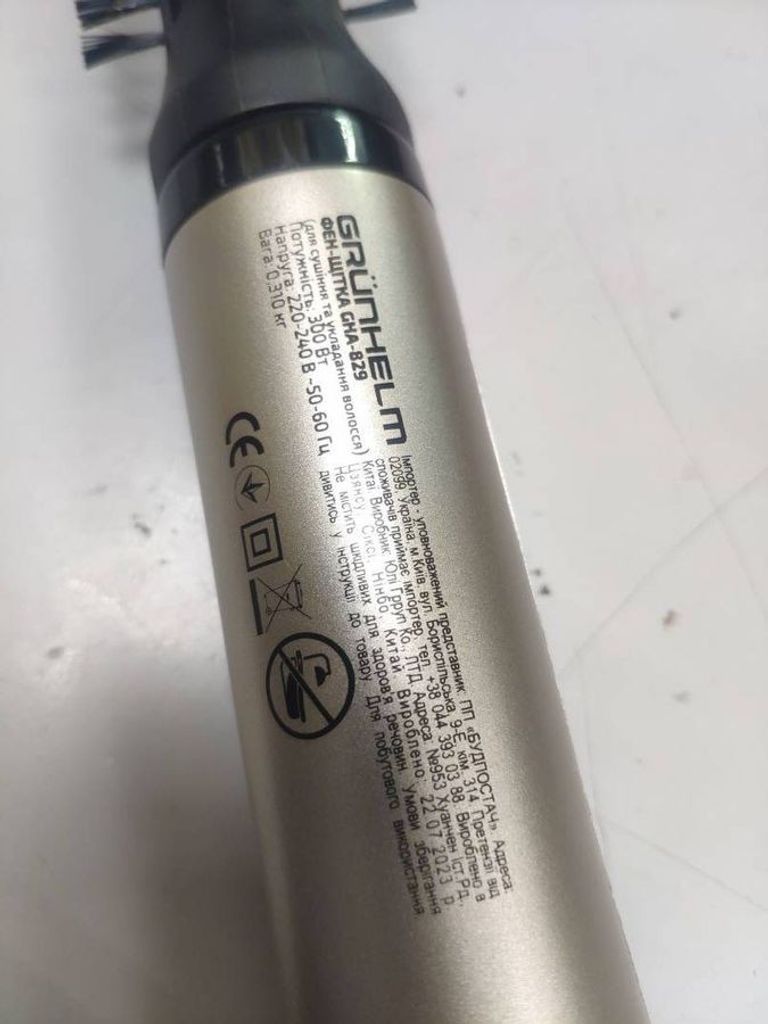 GRÜNHELM
ФЕН-ЩІТКА GHA-829
(для сушіння та укладання волосся)
Потужність: 300 Вт
Напруга: 220-240 В ~50-60 Гц
Вага: 0.310 кг
Імпортер - уповноважений представник: ПП «БУДПОСТАЧ». Адреса:
02099, Україна, м.Київ, вул. Бориспільська, 9-Е, кім. 314. Претензії від
споживачів приймає імпортер, тел. +38 044 393 03 88. Вироблено в
Китаї. Виробник: Юлі Груп Ко., ЛТД. Адреса: №953 Хуанчен Іст.Рд,
Цзянсу, Сіксі, Нінбо, Китай. Вироблено: 22.07.2023 р.
Не містить шкідливих для здоров'я речовин. Умови зберігання
дивитись у інструкції до товару. Для побутового використання
CE